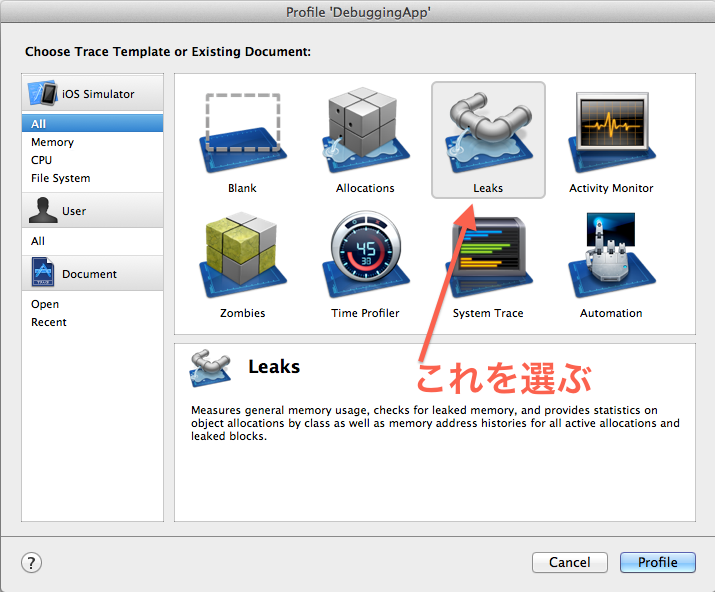 Profile 'DebuggingApp'
Choose Trace Template or Existing Document:
iOS Simulator
All
Memory
CPU
File System
User
All
Document
Open
Recent
Blank
Allocations
Leaks
Activity Monitor
Zombies
45
33
Time Profiler
System Trace
Automation
これを選ぶ
Leaks
Measures general memory usage, checks for leaked memory, and provides statistics on
object allocations by class as well as memory address histories for all active allocations and
leaked blocks.
?
Cancel
Profile